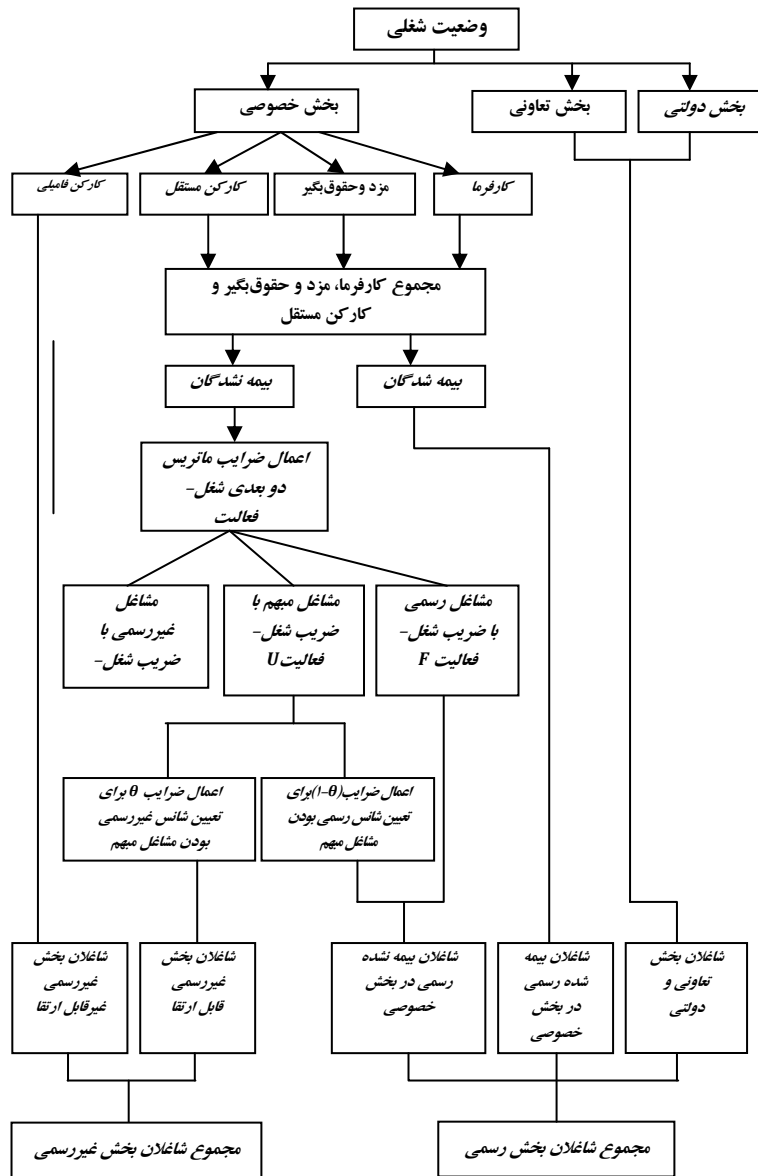 وضعیت شغلی
بخش دولتی
بخش تعاونی
بخش خصوصی
کارفرما
مزد وحقوق‌بگیر
کارکن مستقل
کارکن فامیلی
مجموع کارفرما، مزد و حقوق‌بگیر و
کارکن مستقل
بیمه شدگان
بیمه نشدگان
اعمال ضرایب ماتریس
دو بعدی شغل-
فعالیت
مشاغل رسمی
با ضریب شغل-
فعالیت F
مشاغل مبهم با
ضریب شغل-
فعالیت U
مشاغل
غیررسمی با
ضریب شغل-
اعمال ضرایب(θ-۱)برای
تعیین شانس رسمی بودن
مشاغل مبهم
اعمال ضرایب θ برای
تعیین شانس غیررسمی
بودن مشاغل مبهم
شاغلان بخش
تعاونی و
دولتی
شاغلان بیمه
شده رسمی
در بخش
خصوصی
شاغلان بیمه نشده
رسمی در بخش
خصوصی
شاغلان بخش
غیررسمی
قابل ارتقا
شاغلان بخش
غیررسمی
غیرقابل ارتقا
مجموع شاغلان بخش رسمی
مجموع شاغلان بخش غیررسمی